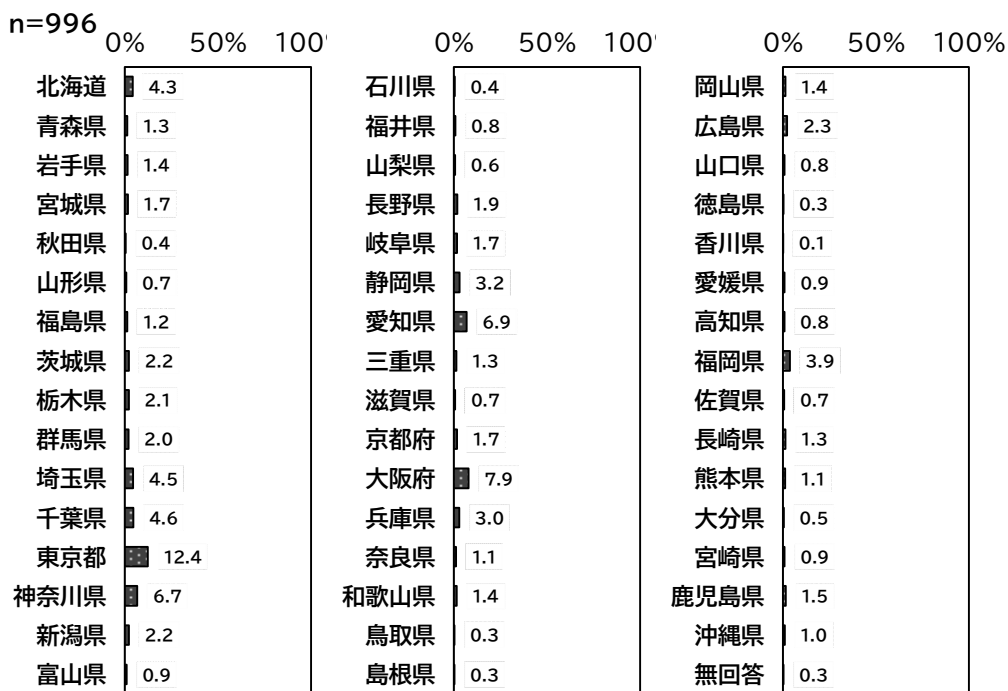 n=996
0% 50% 100%
北海道 4.3
青森県 1.3
岩手県 1.4
宮城県 1.7
秋田県 0.4
山形県 0.7
福島県 1.2
茨城県 2.2
栃木県 2.1
群馬県 2.0
埼玉県 4.5
千葉県 4.6
東京都 12.4
神奈川県 6.7
新潟県 2.2
富山県 0.9
0% 50% 100%
石川県 0.4
福井県 0.8
山梨県 0.6
長野県 1.9
岐阜県 1.7
静岡県 3.2
愛知県 6.9
三重県 1.3
滋賀県 0.7
京都府 1.7
大阪府 7.9
兵庫県 3.0
奈良県 1.1
和歌山県 1.4
鳥取県 0.3
島根県 0.3
0% 50% 100%
岡山県 1.4
広島県 2.3
山口県 0.8
徳島県 0.3
香川県 0.1
愛媛県 0.9
高知県 0.8
福岡県 3.9
佐賀県 0.7
長崎県 1.3
熊本県 1.1
大分県 0.5
宮崎県 0.9
鹿児島県 1.5
沖縄県 1.0
無回答 0.3